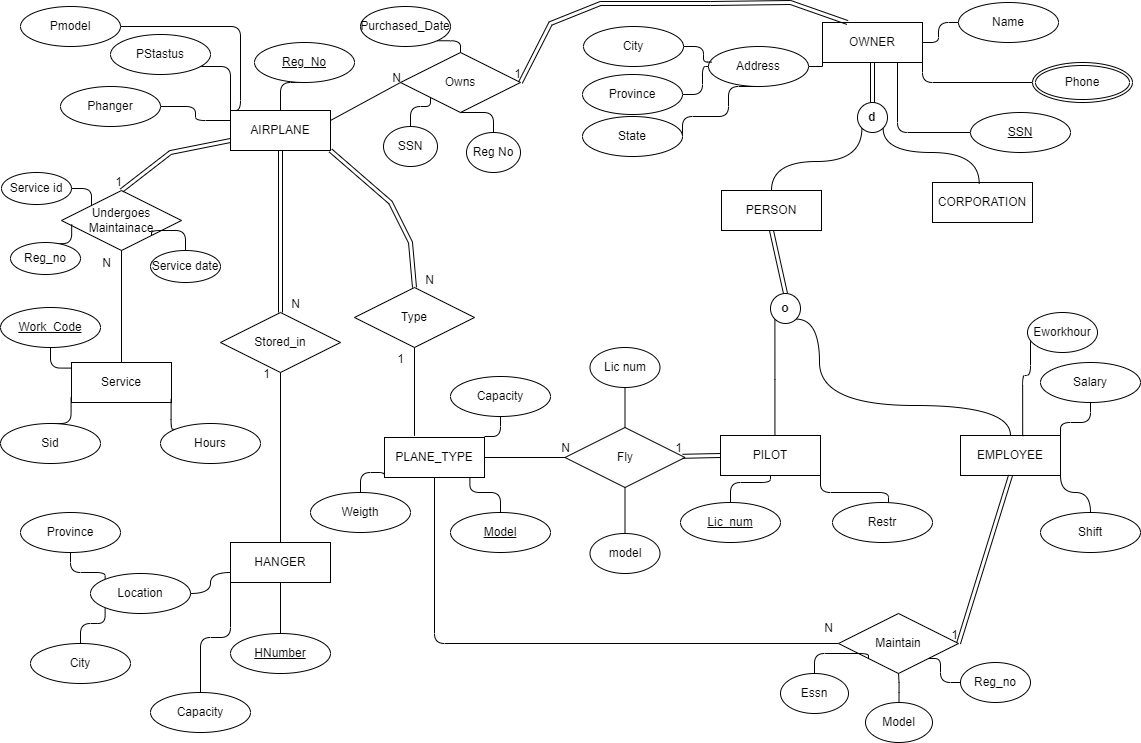 Pmodel
PStastus
Phanger
Reg_No
AIRPLANE
Purchased_Date
N
Owns
1
SSN
Reg No
City
Province
State
Address
OWNER
Name
Phone
SSN
d
PERSON
CORPORATION
Service id
1
Undergoes
Maintainace
Reg_no
Service date
N
Work_Code
Service
Sid
Hours
N
Stored_in
1
N
Type
1
o
Eworkhour
Salary
Capacity
PLANE_TYPE
Weigth
Model
Lic num
N
Fly
1
model
PILOT
Lic_num
Restr
EMPLOYEE
Shift
Province
Location
City
HANGER
HNumber
Capacity
N
Maintain
1
Essn
Model
Reg_no